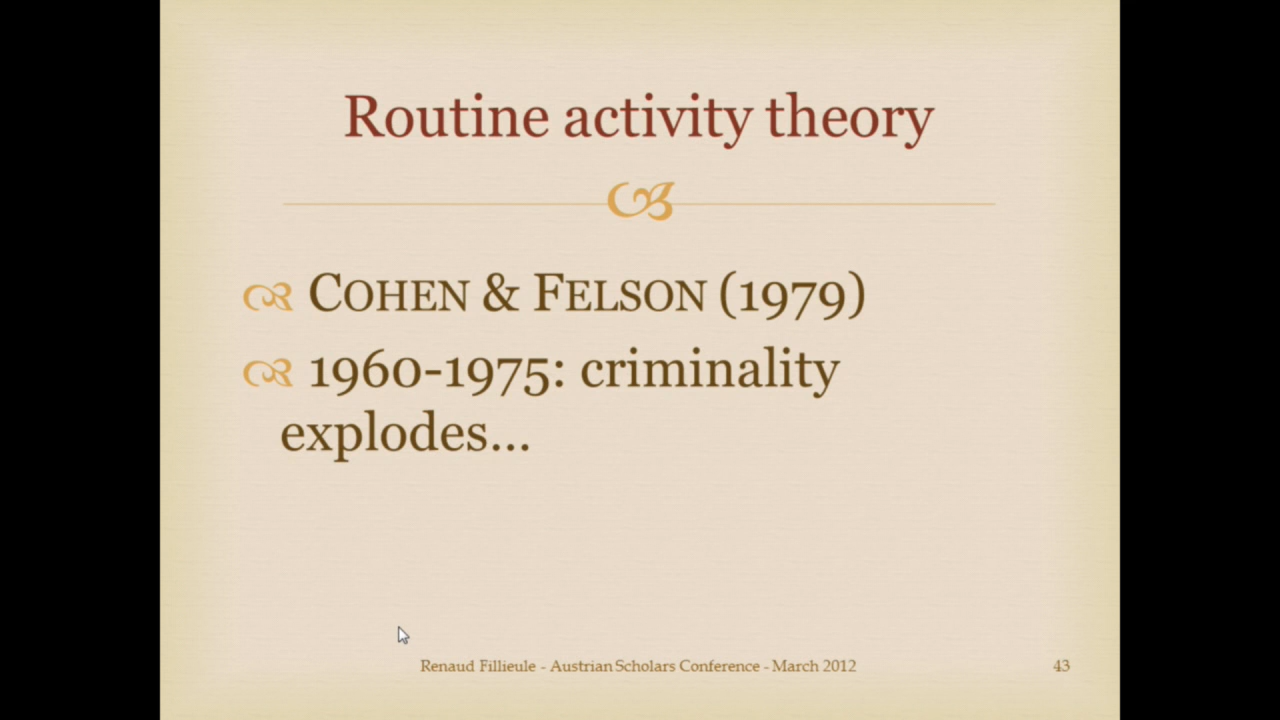 Routine activity theory
COHEN & FELSON (1979)
1960-1975: criminality
explodes...
Renaud Fillieule - Austrian Scholars Conference - March 2012
43